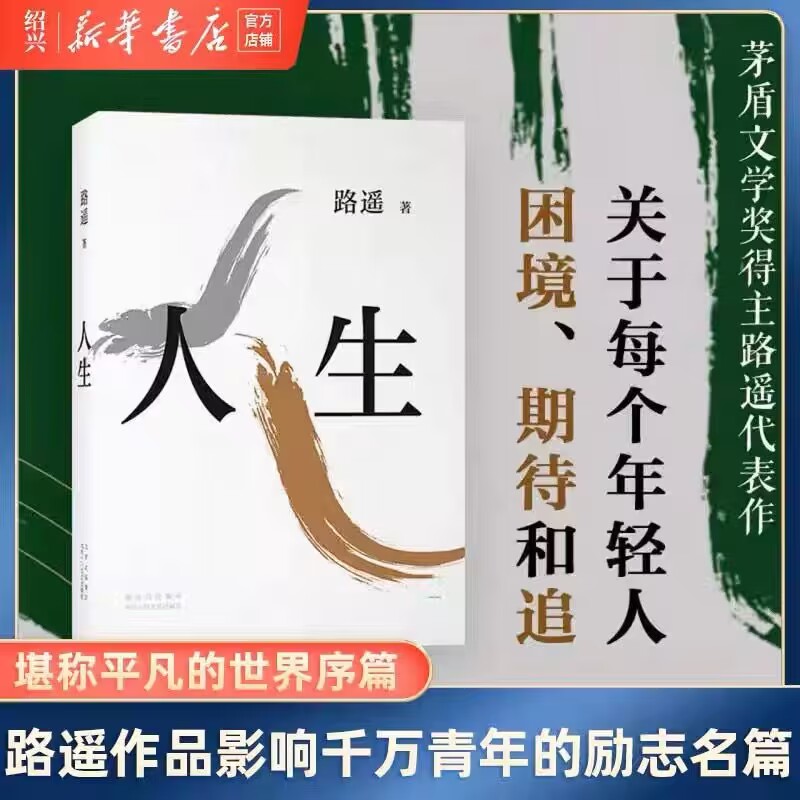 绍兴
新华书店
官方
店铺
茅盾文学奖得主路遥代表作
关于每个年轻人
困境、期待和追
路遥 著
人生
路遥 著
人生
堪称平凡的世界序篇
路遥作品影响千万青年的励志名篇